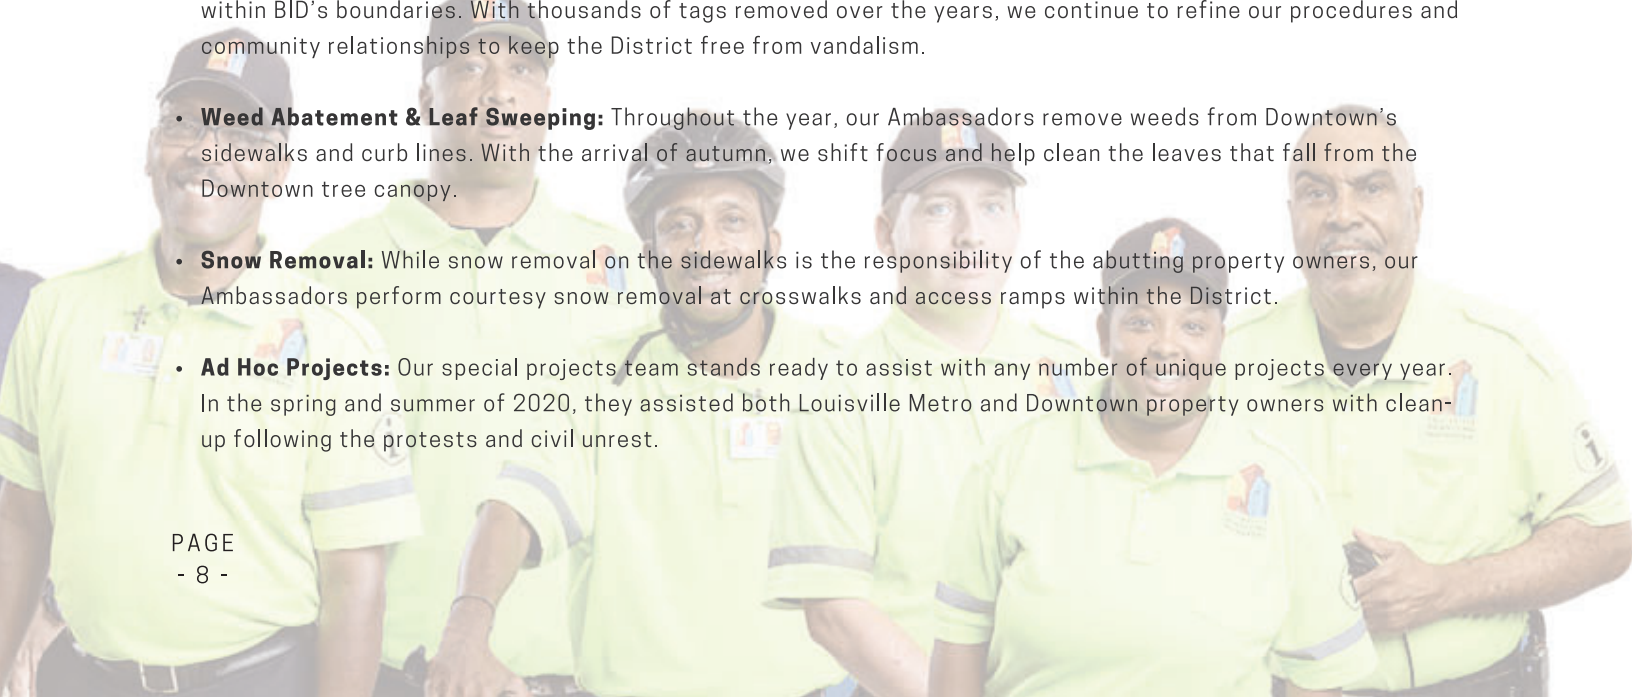 within BID's boundaries. With thousands of tags removed over the years, we continue to refine our procedures and
community relationships to keep the District free from vandalism.
• Weed Abatement & Leaf Sweeping: Throughout the year, our Ambassadors remove weeds from Downtown's
sidewalks and curb lines. With the arrival of autumn, we shift focus and help clean the leaves that fall from the
Downtown tree canopy.
• Snow Removal: While snow removal on the sidewalks is the responsibility of the abutting property owners, our
Ambassadors perform courtesy snow removal at crosswalks and access ramps within the District.
• Ad Hoc Projects: Our special projects team stands ready to assist with any number of unique projects every year.
In the spring and summer of 2020, they assisted both Louisville Metro and Downtown property owners with clean-
up following the protests and civil unrest.
PAGE
- 8 -